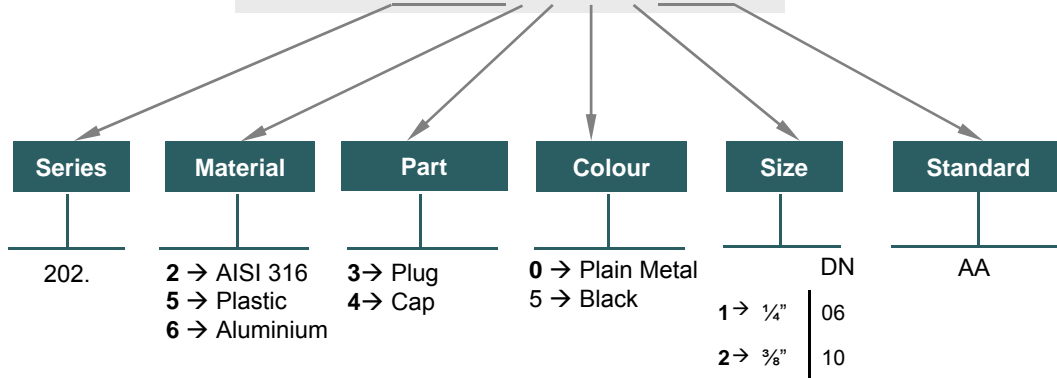 Series Material Part Colour Size Standard
202.
2 → AISI 316
5 → Plastic
6 → Aluminium
3→ Plug
4→ Cap
0 → Plain Metal
5 → Black
DN
1→ ¼” 06
2→ ⅜” 10
AA